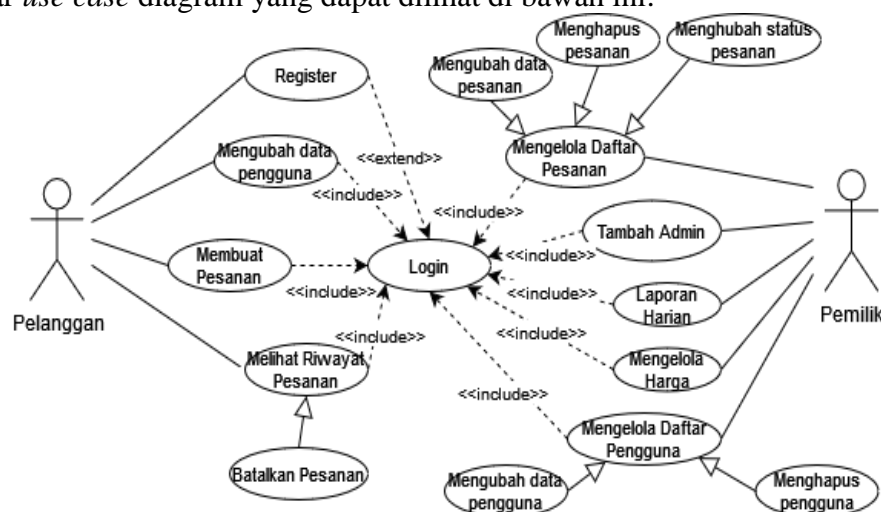 use case diagram yang dapat dilihat di bawah ini:
Register
Mengubah data
pengguna
Membuat
Pesanan
Melihat Riwayat
Pesanan
Batalkan Pesanan
Pelanggan
<<extend>>
<<include>>
<<include>>
<<include>>
Login
<<include>>
<<include>>
<<include>>
<<include>>
<<include>>
Mengubah data
pesanan
Menghapus
pesanan
Menghubah status
pesanan
Mengelola Daftar
Pesanan
Tambah Admin
Laporan
Harian
Mengelola
Harga
Mengelola Daftar
Pengguna
Mengubah data
pengguna
Menghapus
pengguna
Pemilik